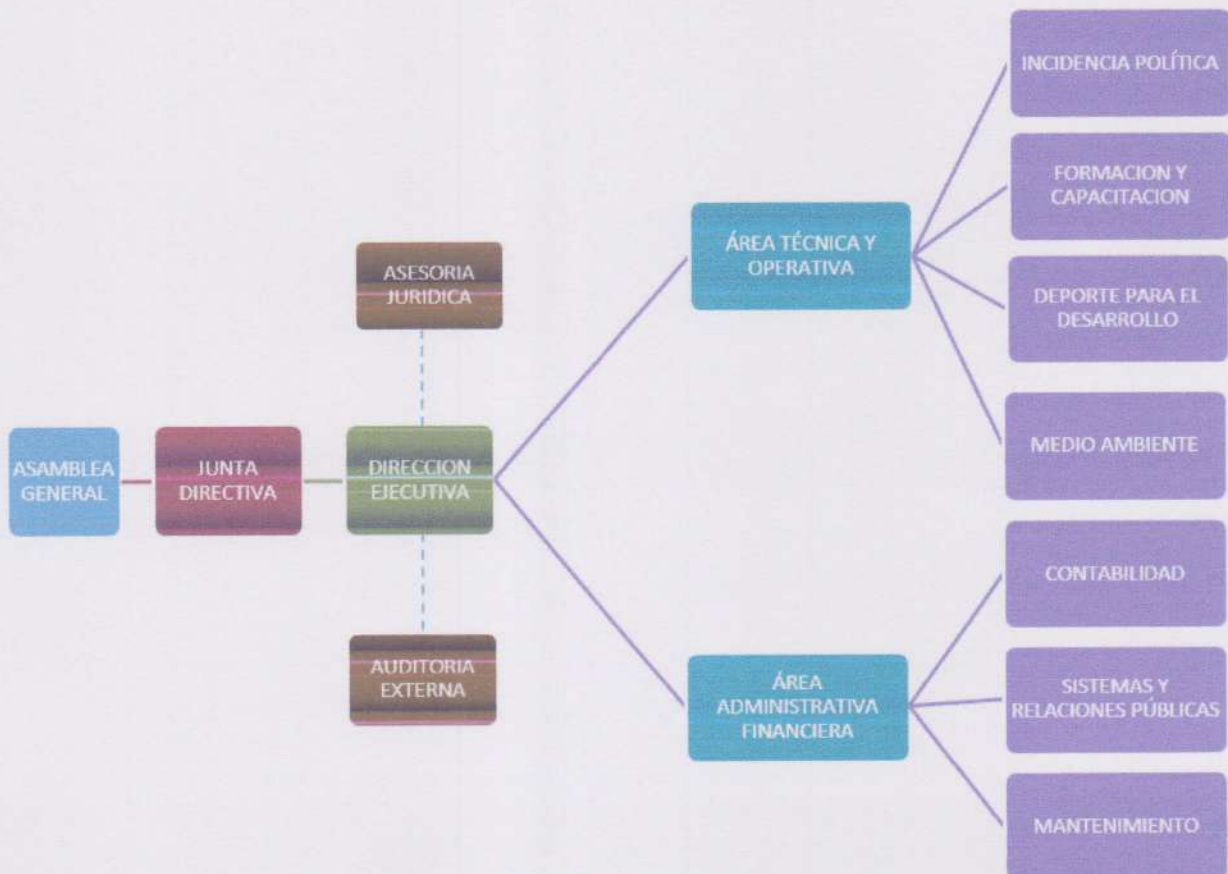 INCIDENCIA POLÍTICA
FORMACION Y
CAPACITACION
ÁREA TÉCNICA Y
OPERATIVA
ASESORIA
JURIDICA
DEPORTE PARA EL
DESARROLLO
ASAMBLEA
GENERAL
JUNTA
DIRECTIVA
DIRECCION
EJECUTIVA
MEDIO AMBIENTE
CONTABILIDAD
AUDITORIA
EXTERNA
ÁREA
ADMINISTRATIVA
FINANCIERA
SISTEMAS Y
RELACIONES PÚBLICAS
MANTENIMIENTO